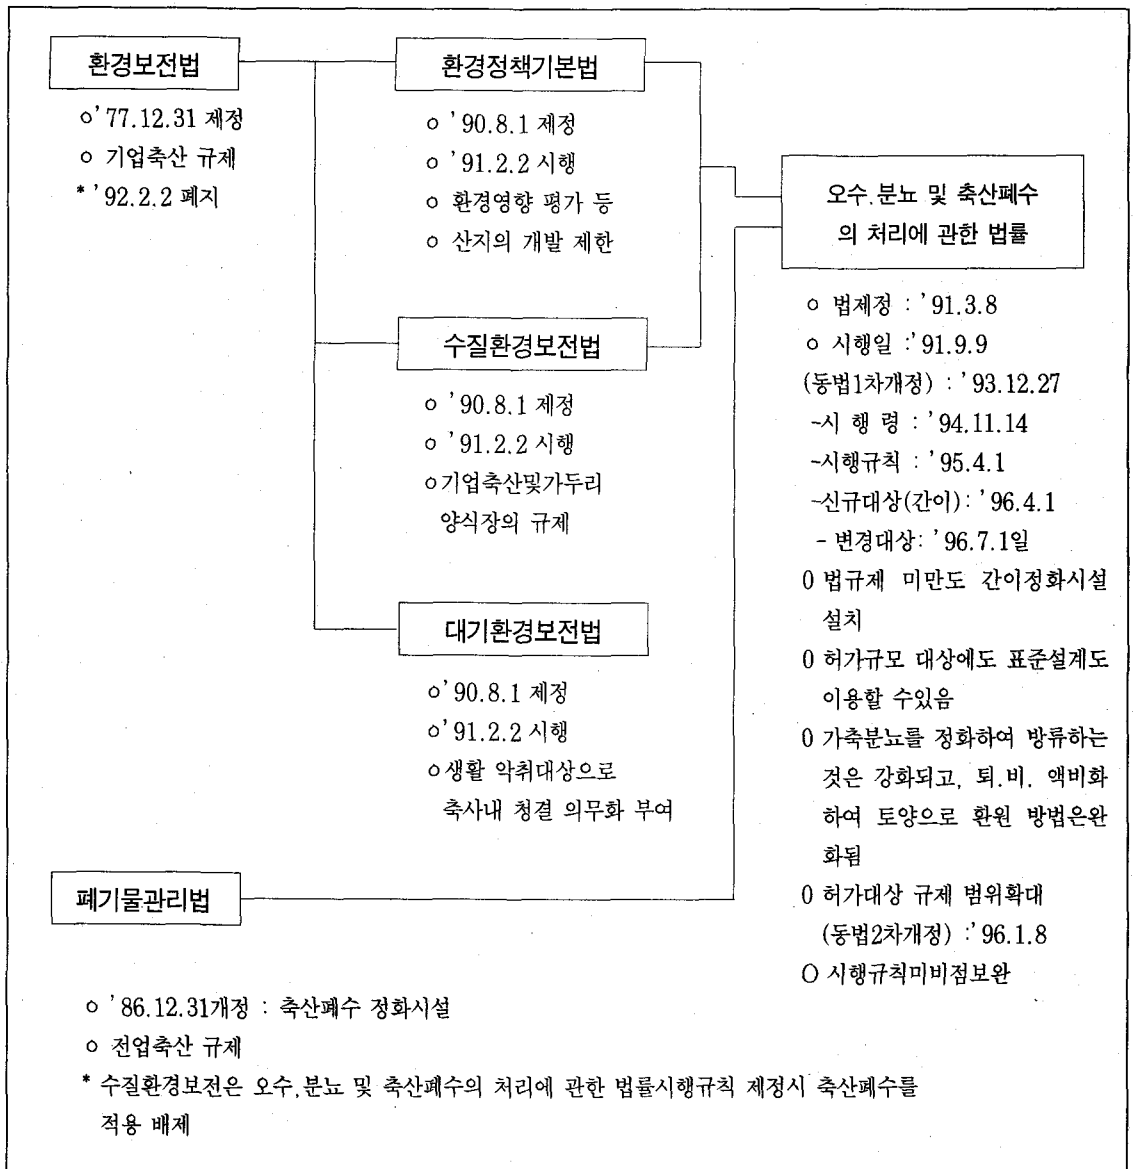 환경보전법
○'77.12.31 제정
○ 기업축산 규제
*'92.2.2 폐지
환경정책기본법
○ '90.8.1 제정
○ '91.2.2 시행
○ 환경영향 평가 등
○ 산지의 개발 제한
수질환경보전법
○ '90.8.1 제정
○ '91.2.2 시행
○기업축산및가두리
양식장의 규제
대기환경보전법
○'90.8.1 제정
○'91.2.2 시행
○생활 악취대상으로
축사내 청결 의무화 부여
폐기물관리법
○ '86.12.31개정 : 축산폐수 정화시설
○ 전업축산 규제
* 수질환경보전은 오수,분뇨 및 축산폐수의 처리에 관한 법률시행규칙 제정시 축산폐수를
적용 배제
오수.분뇨 및 축산폐수
의 처리에 관한 법률
○ 법제정 : '91.3.8
○ 시행일 :'91.9.9
(동법1차개정) : '93.12.27
-시 행 령 : '94.11.14
-시행규칙 : '95.4.1
-신규대상(간이): '96.4.1
- 변경대상: '96.7.1일
0 법규제 미만도 간이정화시설
설치
0 허가규모 대상에도 표준설계도
이용할 수있음
0 가축분뇨를 정화하여 방류하는
것은 강화되고, 퇴.비. 액비화
하여 토양으로 환원 방법은완
화됨
0 허가대상 규제 범위확대
(동법2차개정) :'96.1.8
○ 시행규칙미비점보완